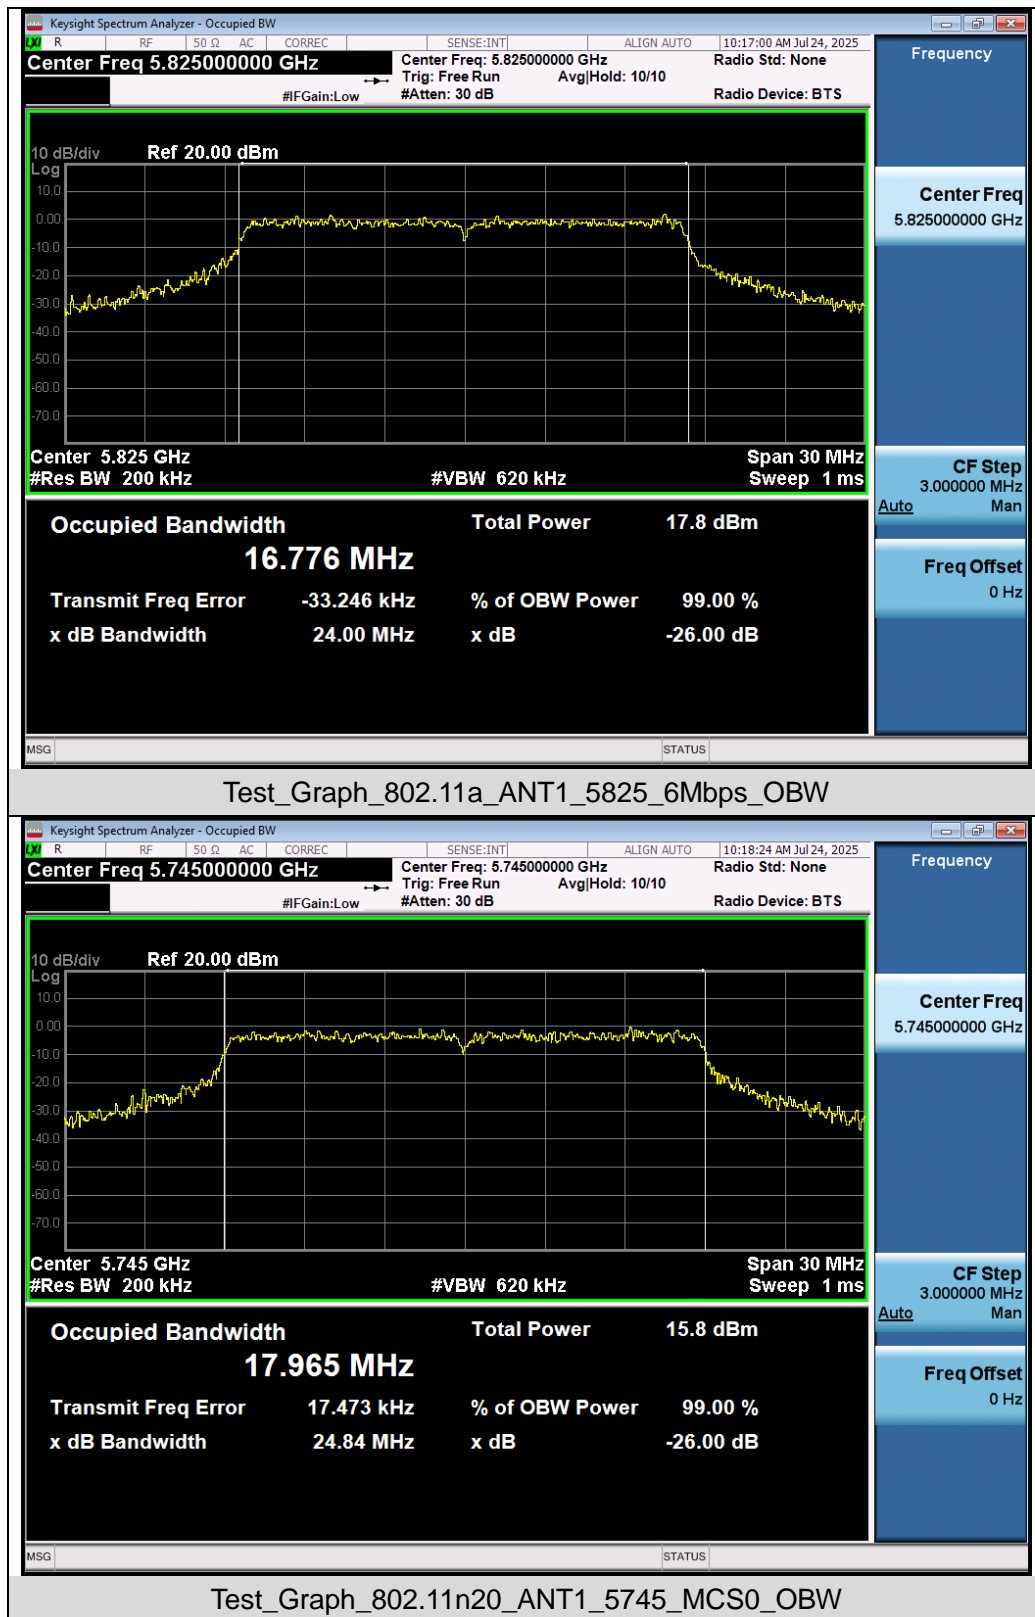 Keysight Spectrum Analyzer - Occupied BW
LXI R RF 50 Ω AC CORREC SENSE:INT ALIGN AUTO 10:17:00 AM Jul 24, 2025
Center Freq 5.825000000 GHz
Center Freq: 5.825000000 GHz
Radio Std: None
Trig: Free Run Avg|Hold: 10/10
#IFGain:Low
#Atten: 30 dB
Radio Device: BTS
Frequency
10 dB/div Ref 20.00 dBm
Log
10.0
0.00
-10.0
-20.0
-30.0
-40.0
-50.0
-60.0
-70.0
Center Freq
5.825000000 GHz
Center 5.825 GHz Span 30 MHz
#Res BW 200 kHz #VBW 620 kHz Sweep 1 ms
CF Step
3.000000 MHz
Auto Man
Occupied Bandwidth Total Power 17.8 dBm
16.776 MHz
Transmit Freq Error -33.246 kHz % of OBW Power 99.00 %
x dB Bandwidth 24.00 MHz x dB -26.00 dB
Freq Offset
0 Hz
MSG STATUS
Test_Graph_802.11a_ANT1_5825_6Mbps_OBW
Keysight Spectrum Analyzer - Occupied BW
LXI R RF 50 Ω AC CORREC SENSE:INT ALIGN AUTO 10:18:24 AM Jul 24, 2025
Center Freq 5.745000000 GHz
Center Freq: 5.745000000 GHz
Radio Std: None
Trig: Free Run Avg|Hold: 10/10
#IFGain:Low
#Atten: 30 dB
Radio Device: BTS
Frequency
10 dB/div Ref 20.00 dBm
Log
10.0
0.00
-10.0
-20.0
-30.0
-40.0
-50.0
-60.0
-70.0
Center Freq
5.745000000 GHz
Center 5.745 GHz Span 30 MHz
#Res BW 200 kHz #VBW 620 kHz Sweep 1 ms
CF Step
3.000000 MHz
Auto Man
Occupied Bandwidth Total Power 15.8 dBm
17.965 MHz
Transmit Freq Error 17.473 kHz % of OBW Power 99.00 %
x dB Bandwidth 24.84 MHz x dB -26.00 dB
Freq Offset
0 Hz
MSG STATUS
Test_Graph_802.11n20_ANT1_5745_MCS0_OBW